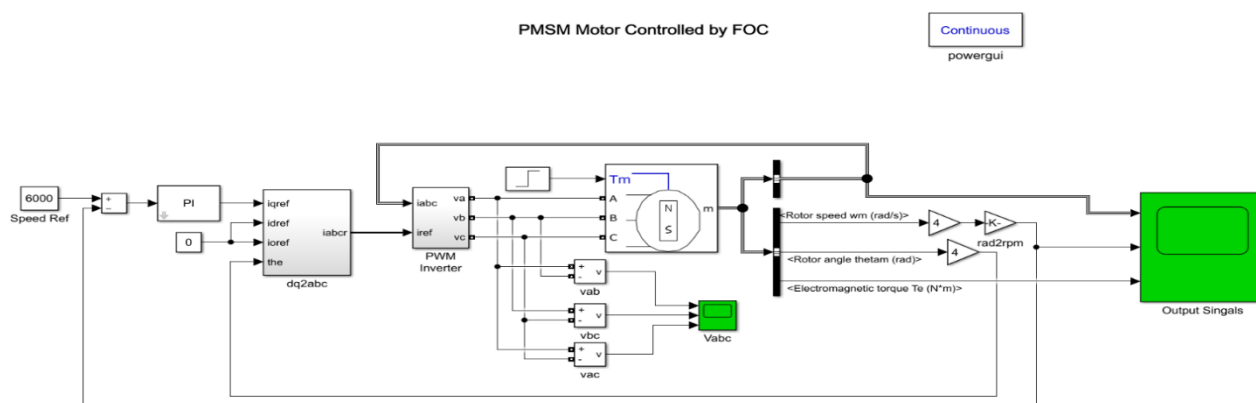 PMSM Motor Controlled by FOC
Continuous
powergui
6000
Speed Ref
+
-
PI
0
iqref
idref
ioref
the
iabcr
dq2abc
iabc
iref
va
vb
vc
PWM
Inverter
Tm
A
B
C
N
S
m
<Rotor speed wm (rad/s)>
4
K-
rad2rpm
<Rotor angle thetam (rad)>
4
<Electromagnetic torque Te (N*m)>
Output Singals
+
-
v
vab
+
-
v
vbc
+
-
v
vac
Vabc